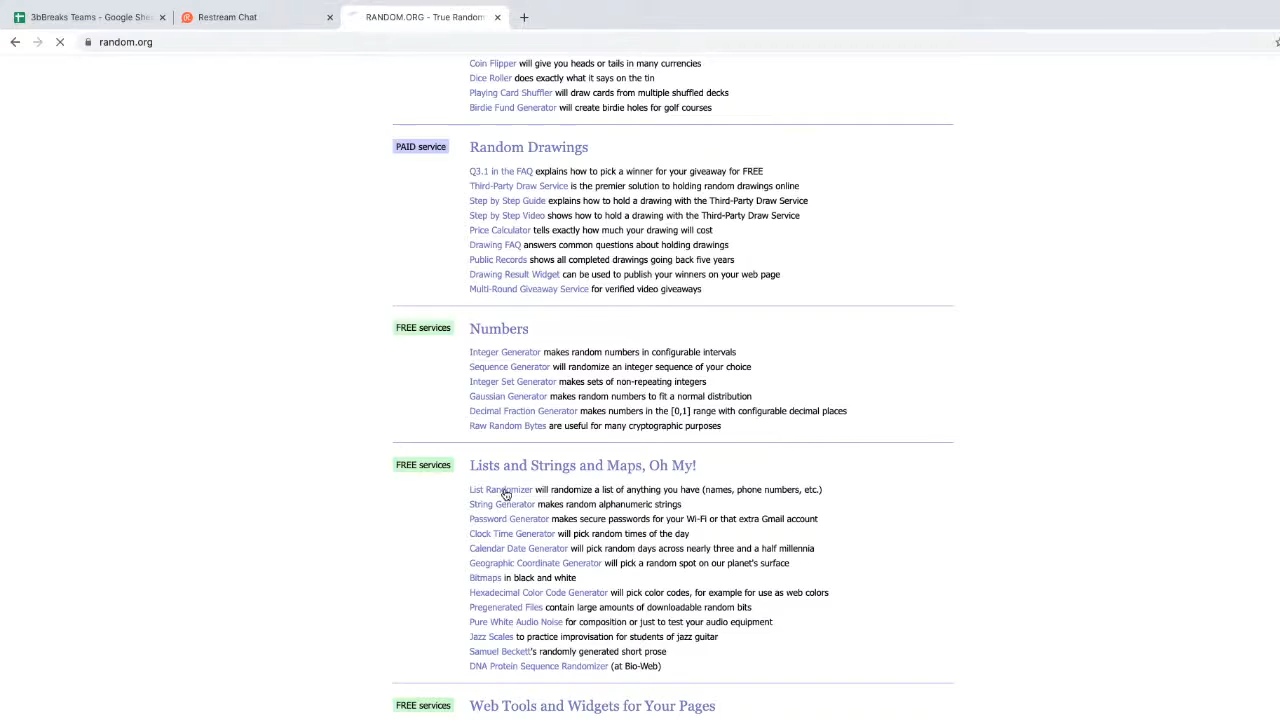 3bBreaks Teams - Google She
Restream Chat
RANDOM.ORG - True Random
random.org
Coin Flipper will give you heads or tails in many currencies
Dice Roller does exactly what it says on the tin
Playing Card Shuffler will draw cards from multiple shuffled decks
Birdie Fund Generator will create birdie holes for golf courses
PAID service
Random Drawings
Q3.1 in the FAQ explains how to pick a winner for your giveaway for FREE
Third-Party Draw Service is the premier solution to holding random drawings online
Step by Step Guide explains how to hold a drawing with the Third-Party Draw Service
Step by Step Video shows how to hold a drawing with the Third-Party Draw Service
Price Calculator tells exactly how much your drawing will cost
Drawing FAQ answers common questions about holding drawings
Public Records shows all completed drawings going back five years
Drawing Result Widget can be used to publish your winners on your web page
Multi-Round Giveaway Service for verified video giveaways
FREE services
Numbers
Integer Generator makes random numbers in configurable intervals
Sequence Generator will randomize an integer sequence of your choice
Integer Set Generator makes sets of non-repeating integers
Gaussian Generator makes random numbers to fit a normal distribution
Decimal Fraction Generator makes numbers in the [0,1] range with configurable decimal places
Raw Random Bytes are useful for many cryptographic purposes
FREE services
Lists and Strings and Maps, Oh My!
List Randomizer will randomize a list of anything you have (names, phone numbers, etc.)
String Generator makes random alphanumeric strings
Password Generator makes secure passwords for your Wi-Fi or that extra Gmail account
Clock Time Generator will pick random times of the day
Calendar Date Generator will pick random days across nearly three and a half millennia
Geographic Coordinate Generator will pick a random spot on our planet's surface
Bitmaps in black and white
Hexadecimal Color Code Generator will pick color codes, for example for use as web colors
Pregenerated Files contain large amounts of downloadable random bits
Pure White Audio Noise for composition or just to test your audio equipment
Jazz Scales to practice improvisation for students of jazz guitar
Samuel Beckett's randomly generated short prose
DNA Protein Sequence Randomizer (at Bio-Web)
FREE services
Web Tools and Widgets for Your Pages